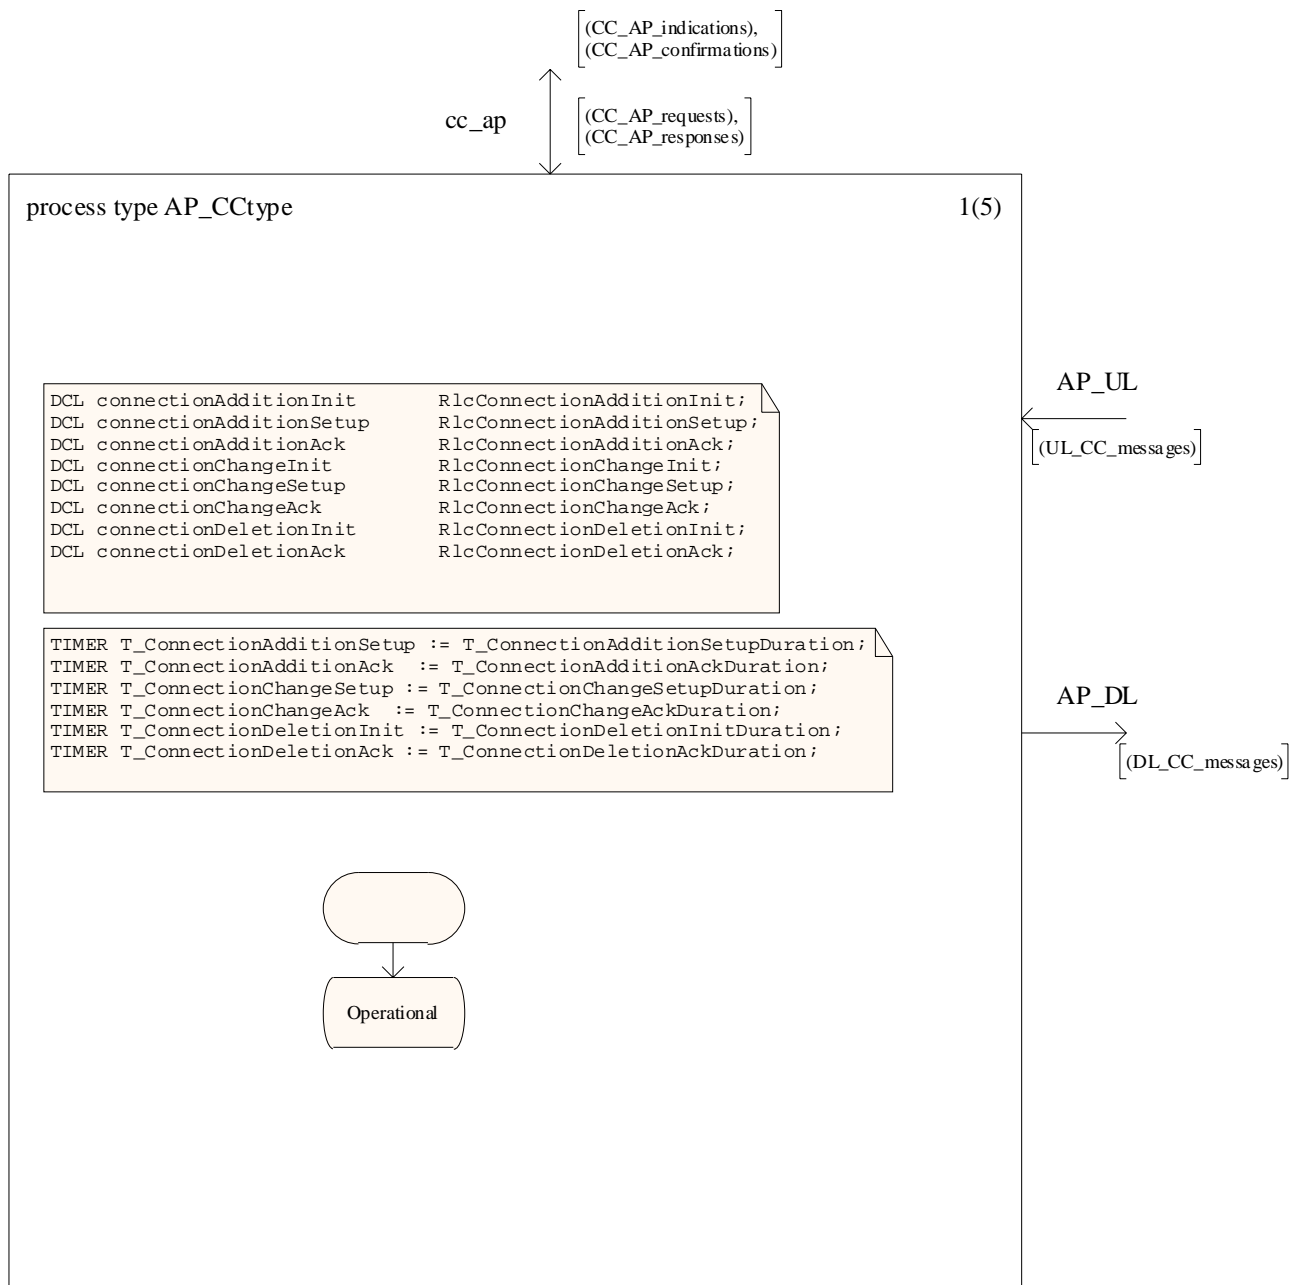 (CC_AP_indications),
(CC_AP_confirmations)
cc_ap
(CC_AP_requests),
(CC_AP_responses)
process type AP_CCtype 1(5)
DCL connectionAdditionInit RlcConnectionAdditionInit;
DCL connectionAdditionSetup RlcConnectionAdditionSetup;
DCL connectionAdditionAck RlcConnectionAdditionAck;
DCL connectionChangeInit RlcConnectionChangeInit;
DCL connectionChangeSetup RlcConnectionChangeSetup;
DCL connectionChangeAck RlcConnectionChangeAck;
DCL connectionDeletionInit RlcConnectionDeletionInit;
DCL connectionDeletionAck RlcConnectionDeletionAck;
AP_UL
(UL_CC_messages)
TIMER T_ConnectionAdditionSetup := T_ConnectionAdditionSetupDuration;
TIMER T_ConnectionAdditionAck := T_ConnectionAdditionAckDuration;
TIMER T_ConnectionChangeSetup := T_ConnectionChangeSetupDuration;
TIMER T_ConnectionChangeAck := T_ConnectionChangeAckDuration;
TIMER T_ConnectionDeletionInit := T_ConnectionDeletionInitDuration;
TIMER T_ConnectionDeletionAck := T_ConnectionDeletionAckDuration;
AP_DL
(DL_CC_messages)
Operational